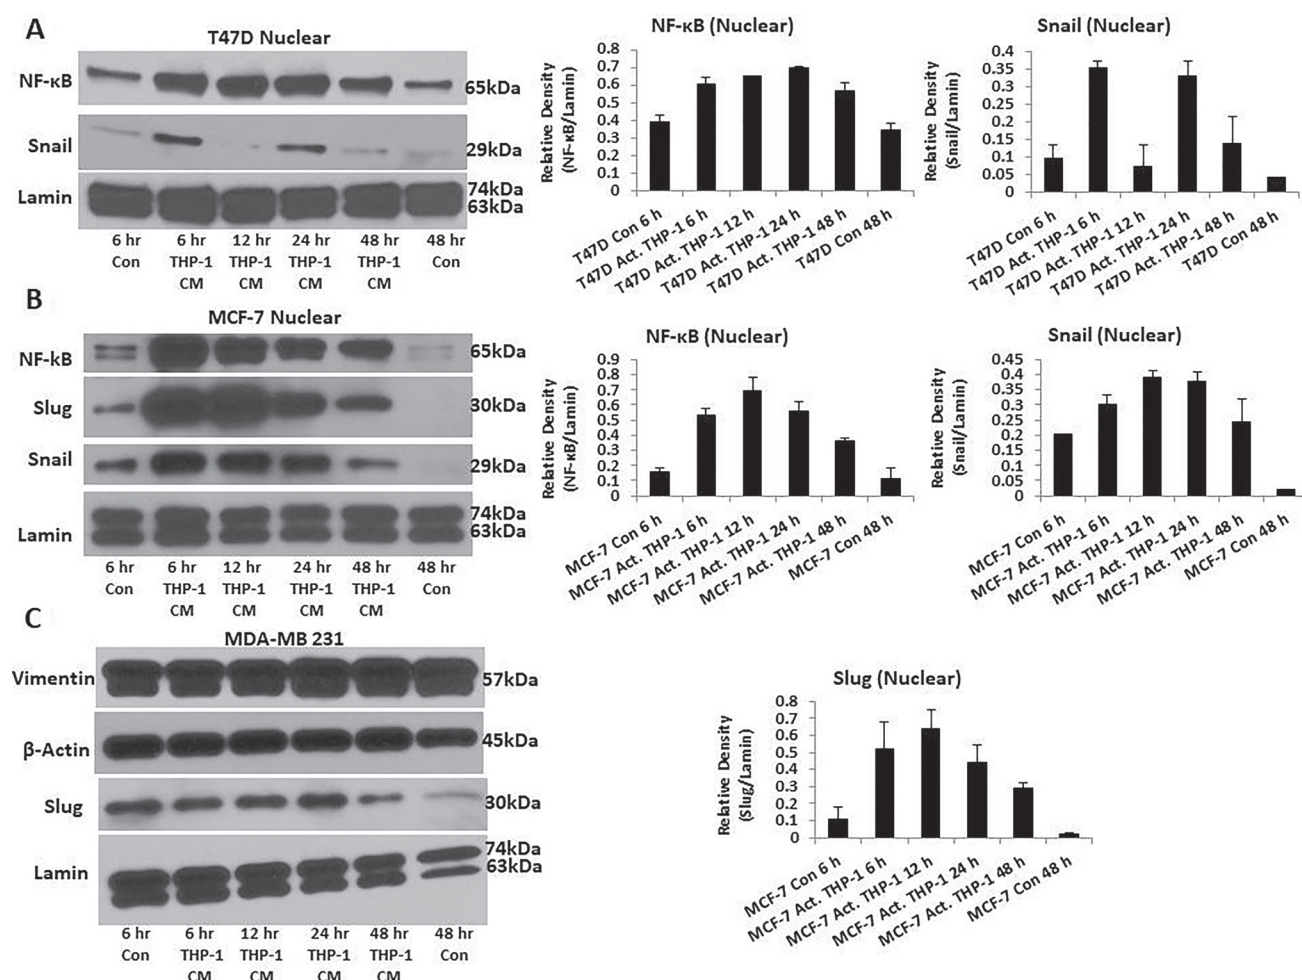 A
T47D Nuclear
NF-κB
65kDa
Snail
29kDa
Lamin
74kDa
63kDa
6 hr Con
6 hr THP-1 CM
12 hr THP-1 CM
24 hr THP-1 CM
48 hr THP-1 CM
48 hr Con
NF-κB (Nuclear)
Relative Density
(NF-κB/Lamin)
0.8
0.7
0.6
0.5
0.4
0.3
0.2
0.1
0
T47D Con 6 h
T47D Act. THP-1 6 h
T47D Act. THP-1 12 h
T47D Act. THP-1 24 h
T47D Act. THP-1 48 h
T47D Con 48 h
Snail (Nuclear)
Relative Density
(Snail/Lamin)
0.4
0.35
0.3
0.25
0.2
0.15
0.1
0.05
0
T47D Con 6 h
T47D Act. THP-1 6 h
T47D Act. THP-1 12 h
T47D Act. THP-1 24 h
T47D Act. THP-1 48 h
T47D Con 48 h
B
MCF-7 Nuclear
NF-kB
65kDa
Slug
30kDa
Snail
29kDa
Lamin
74kDa
63kDa
6 hr Con
6 hr THP-1 CM
12 hr THP-1 CM
24 hr THP-1 CM
48 hr THP-1 CM
48 hr Con
NF-κB (Nuclear)
Relative Density
(NF-κB/Lamin)
0.9
0.8
0.7
0.6
0.5
0.4
0.3
0.2
0.1
0
MCF-7 Con 6 h
MCF-7 Act. THP-1 6 h
MCF-7 Act. THP-1 12 h
MCF-7 Act. THP-1 24 h
MCF-7 Act. THP-1 48 h
MCF-7 Con 48 h
Snail (Nuclear)
Relative Density
(Snail/Lamin)
0.45
0.4
0.35
0.3
0.25
0.2
0.15
0.1
0.05
0
MCF-7 Con 6 h
MCF-7 Act. THP-1 6 h
MCF-7 Act. THP-1 12 h
MCF-7 Act. THP-1 24 h
MCF-7 Act. THP-1 48 h
MCF-7 Con 48 h
C
MDA-MB 231
Vimentin
57kDa
β-Actin
45kDa
Slug
30kDa
Lamin
74kDa
63kDa
6 hr Con
6 hr THP-1 CM
12 hr THP-1 CM
24 hr THP-1 CM
48 hr THP-1 CM
48 hr Con
Slug (Nuclear)
Relative Density
(Slug/Lamin)
0.8
0.7
0.6
0.5
0.4
0.3
0.2
0.1
0
MCF-7 Con 6 h
MCF-7 Act. THP-1 6 h
MCF-7 Act. THP-1 12 h
MCF-7 Act. THP-1 24 h
MCF-7 Act. THP-1 48 h
MCF-7 Con 48 h